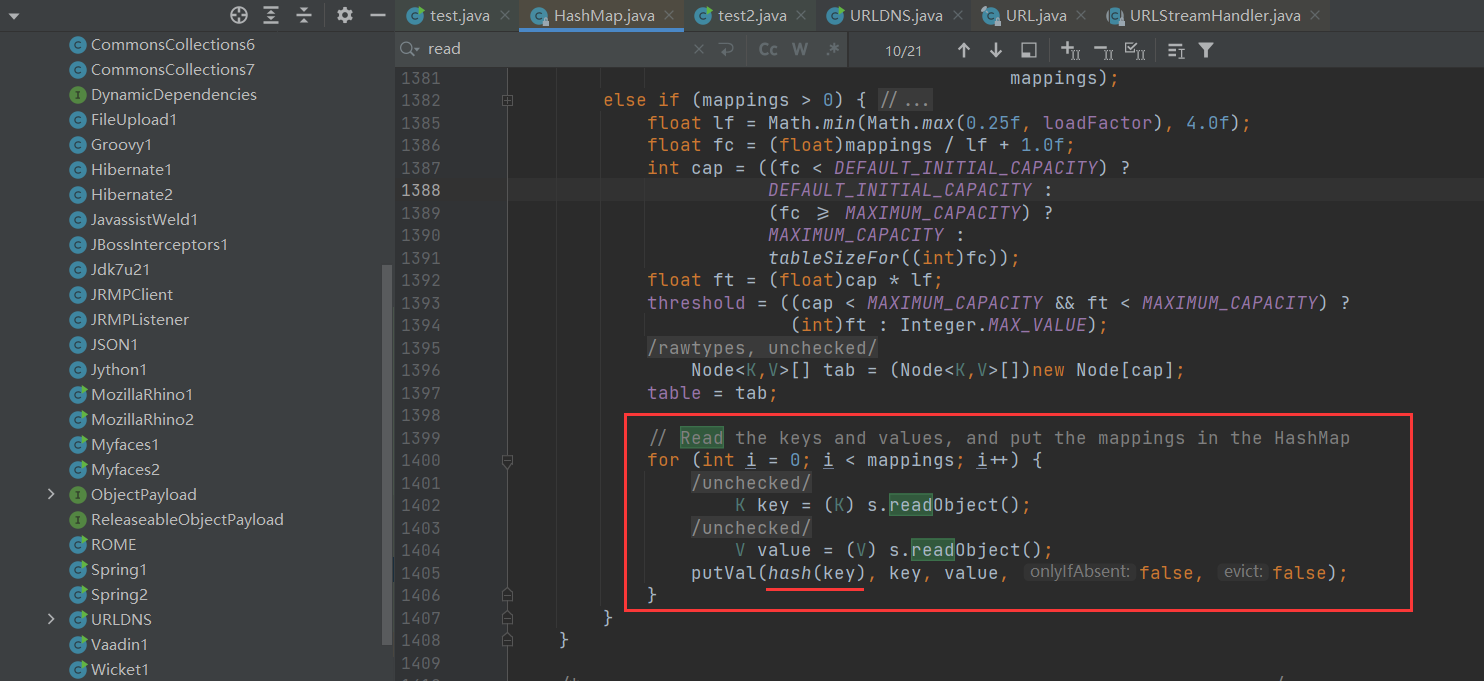 test.java
HashMap.java
test2.java
URLDNS.java
URL.java
URLStreamHandler.java
read
Cc
W
.*
10/21
CommonsCollections6
CommonsCollections7
DynamicDependencies
FileUpload1
Groovy1
Hibernate1
Hibernate2
JavassistWeld1
JBossInterceptors1
Jdk7u21
JRMPClient
JRMPListener
JSON1
Jython1
MozillaRhino1
MozillaRhino2
Myfaces1
Myfaces2
ObjectPayload
ReleaseableObjectPayload
ROME
Spring1
Spring2
URLDNS
Vaadin1
Wicket1
1381 mappings);
1382 else if (mappings > 0) { //...
1385 float lf = Math.min(Math.max(0.25f, loadFactor), 4.0f);
1386 float fc = (float)mappings / lf + 1.0f;
1387 int cap = ((fc < DEFAULT_INITIAL_CAPACITY) ?
1388 DEFAULT_INITIAL_CAPACITY :
1389 (fc >= MAXIMUM_CAPACITY) ?
1390 MAXIMUM_CAPACITY :
1391 tableSizeFor((int)fc));
1392 float ft = (float)cap * lf;
1393 threshold = ((cap < MAXIMUM_CAPACITY && ft < MAXIMUM_CAPACITY) ?
1394 (int)ft : Integer.MAX_VALUE);
1395 /rawtypes, unchecked/
1396 Node<K,V>[] tab = (Node<K,V>[])new Node[cap];
1397 table = tab;
1398
1399 // Read the keys and values, and put the mappings in the HashMap
1400 for (int i = 0; i < mappings; i++) {
1401 /unchecked/
1402 K key = (K) s.readObject();
1403 /unchecked/
1404 V value = (V) s.readObject();
1405 putVal(hash(key), key, value, onlyIfAbsent: false, evict: false);
1406 }
1407 }
1408 }
1409